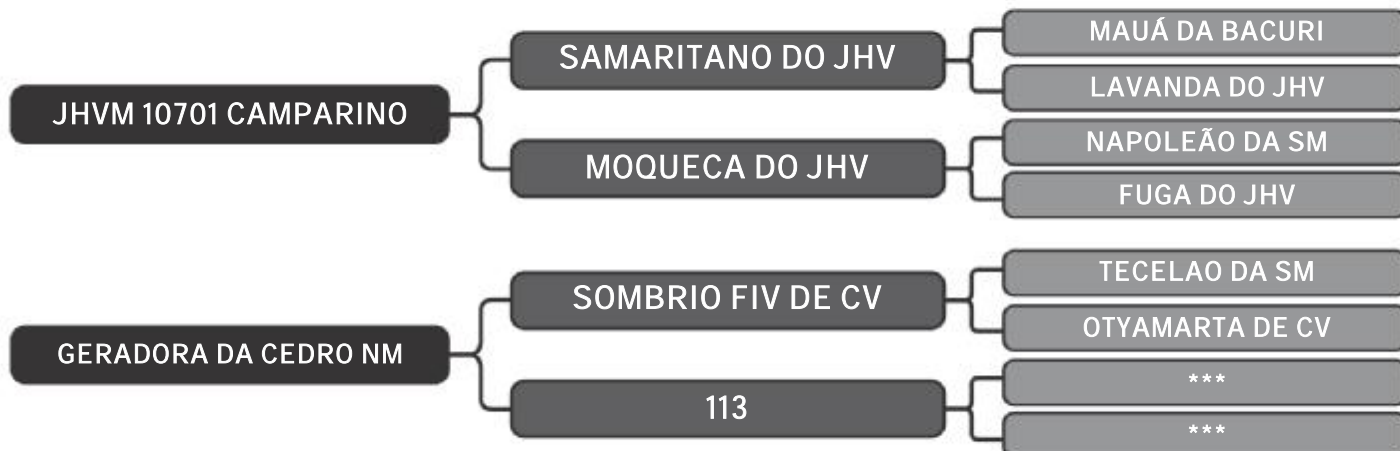 JHVM 10701 CAMPARINO
SAMARITANO DO JHV
MAUÁ DA BACURI
LAVANDA DO JHV
MOQUECA DO JHV
NAPOLEÃO DA SM
FUGA DO JHV
GERADORA DA CEDRO NM
SOMBRIO FIV DE CV
TECELAO DA SM
OTYAMARTA DE CV
113
***
***